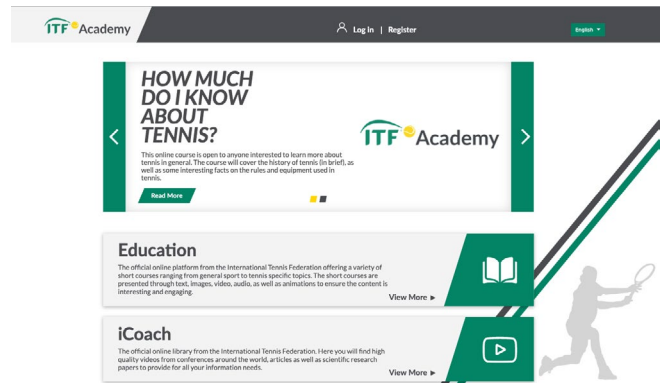 ITF Academy
Log in | Register
English
HOW MUCH
DO I KNOW
ABOUT
TENNIS?
This online course is open to anyone interested to learn more about
tennis in general. The course will cover the history of tennis (in brief), as
well as some interesting facts on the rules and equipment used in
tennis.
Read More
ITF Academy
Education
The official online platform from the International Tennis Federation offering a variety of
short courses ranging from general sport to tennis specific topics. The short courses are
presented through text, images, video, audio, as well as animations to ensure the content is
interesting and engaging.
View More
iCoach
The official online library from the International Tennis Federation. Here you will find high
quality videos from conferences around the world, articles as well as scientific research
papers to provide for all your information needs.
View More